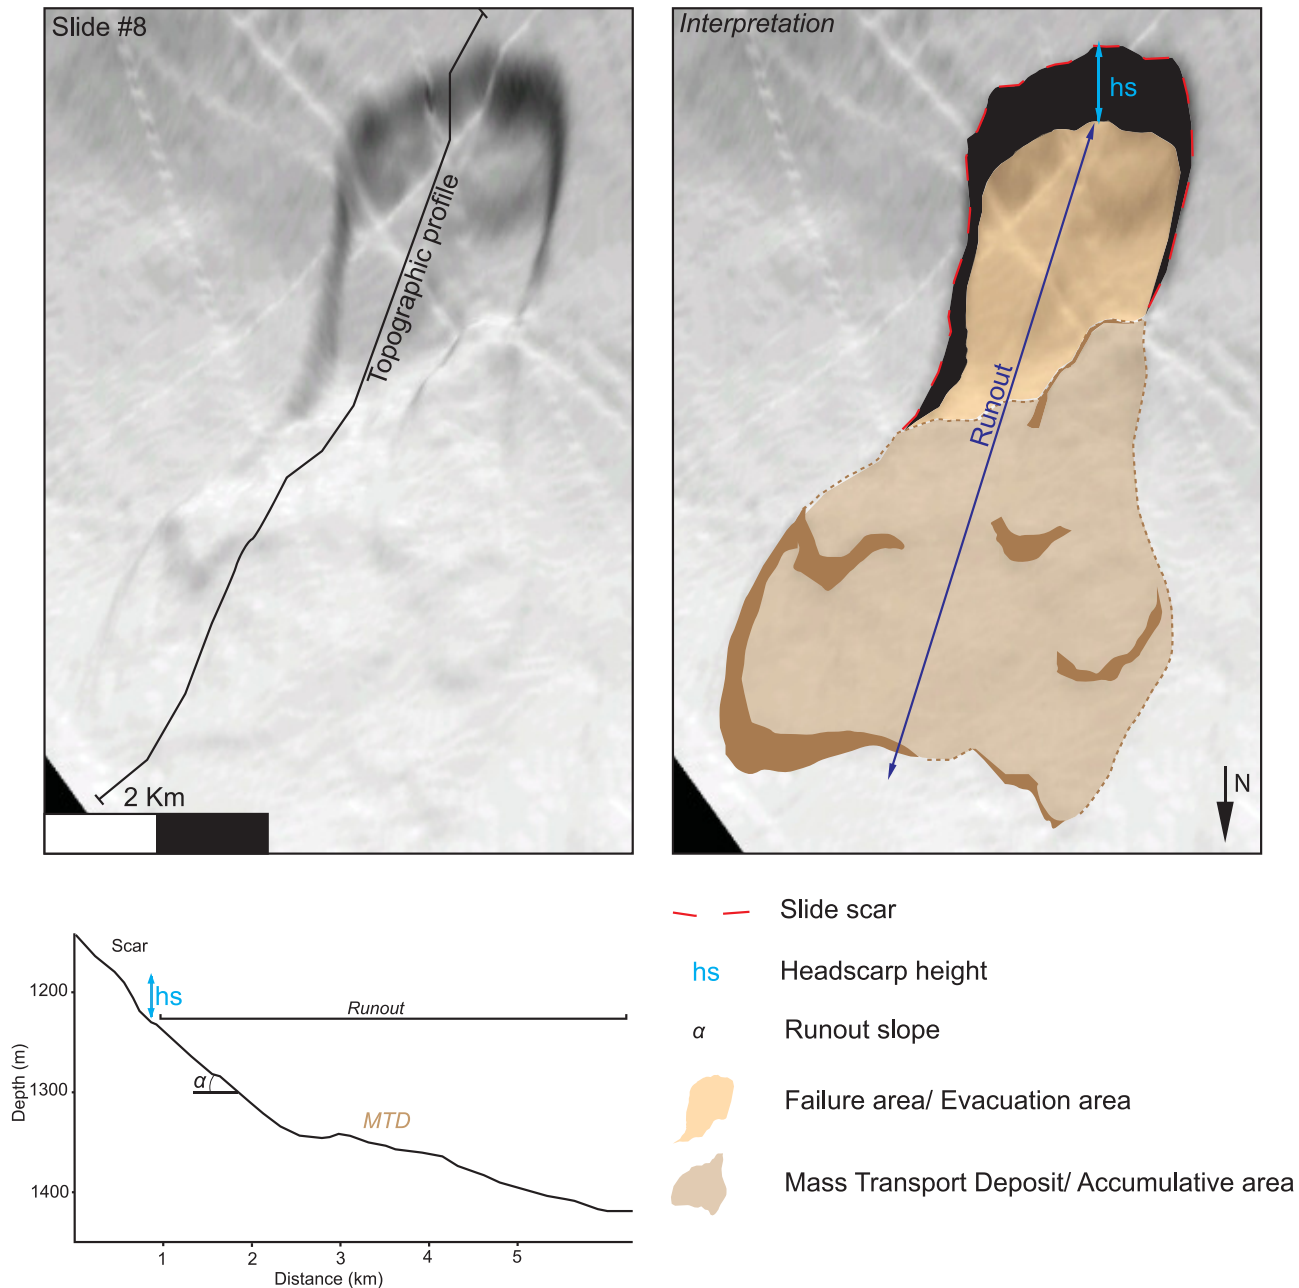 Slide #8
Topographic profile
2 Km
Interpretation
hs
Runout
N
Scar
hs
Runout
α
MTD
Depth (m)
1200
1300
1400
1
2
3
4
5
Distance (km)
Slide scar
hs Headscarp height
α Runout slope
Failure area/ Evacuation area
Mass Transport Deposit/ Accumulative area